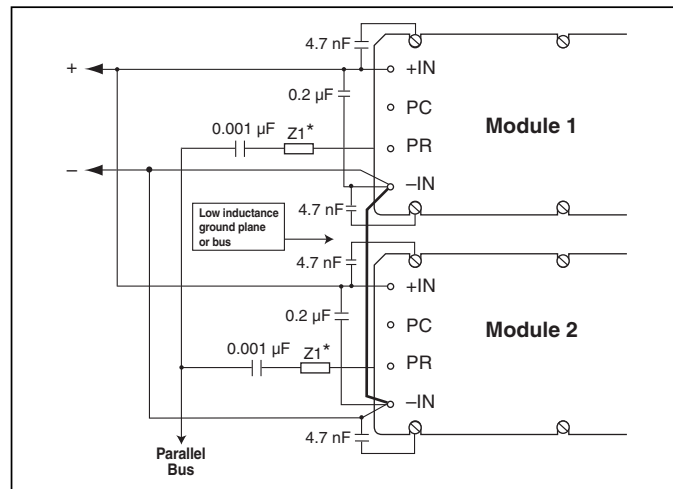 4.7 nF
+
+IN
0.2 µF
PC
Module 1
0.001 µF
Z1*
PR
–
–IN
4.7 nF
Low inductance
ground plane
or bus
4.7 nF
+IN
0.2 µF
PC
Module 2
0.001 µF
Z1*
PR
–IN
4.7 nF
Parallel
Bus